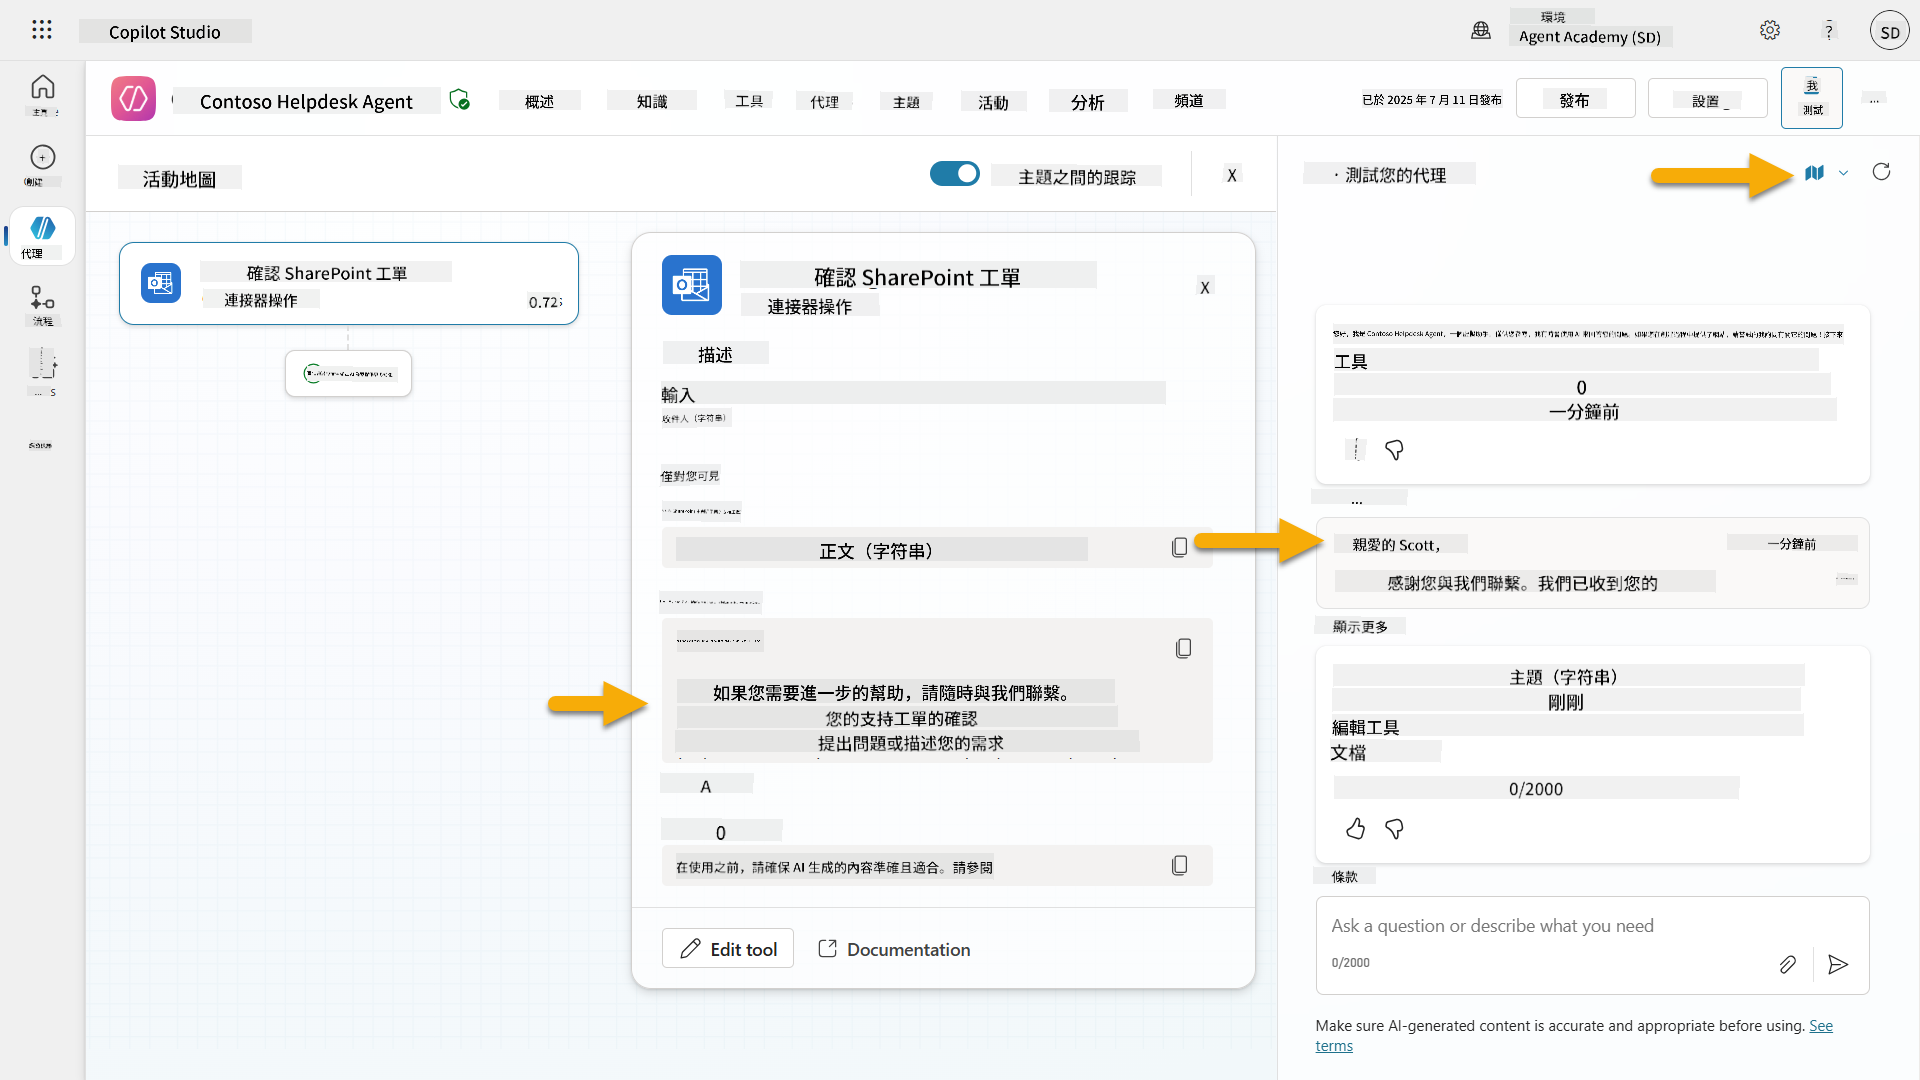 Copilot Studio
環境
Agent Academy (SD)
?
SD
主頁
Contoso Helpdesk Agent
概述
知識
工具
代理
主題
活動
分析
頻道
已於 2025 年 7 月 11 日發布
發布
設置
我
測試
...
創建
代理
流程
... s
活動地圖
主題之間的跟踪
X
· 測試您的代理
確認 SharePoint 工單
連接器操作
0.72s
確認 SharePoint 工單
連接器操作
X
描述
輸入
收件人（字符串）
僅對您可見
正文（字符串）
如果您需要進一步的幫助，請隨時與我們聯繫。
您的支持工單的確認
提出問題或描述您的需求
A
0
在使用之前，請確保 AI 生成的內容準確且適合。請參閱
Edit tool
Documentation
工具
0
一分鐘前
...
親愛的 Scott，
一分鐘前
感謝您與我們聯繫。我們已收到您的
顯示更多
主題（字符串）
剛剛
編輯工具
文檔
0/2000
條款
Ask a question or describe what you need
0/2000
Make sure AI-generated content is accurate and appropriate before using. See
terms